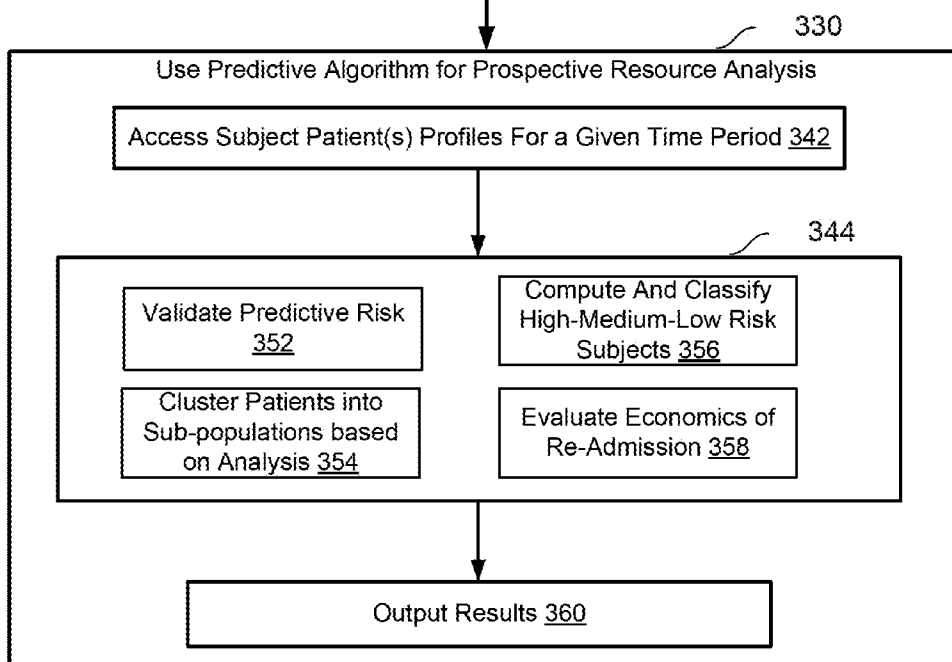 330
Use Predictive Algorithm for Prospective Resource Analysis
Access Subject Patient(s) Profiles For a Given Time Period 342
344
Validate Predictive Risk
352
Compute And Classify
High-Medium-Low Risk
Subjects 356
Cluster Patients into
Sub-populations based
on Analysis 354
Evaluate Economics of
Re-Admission 358
Output Results 360